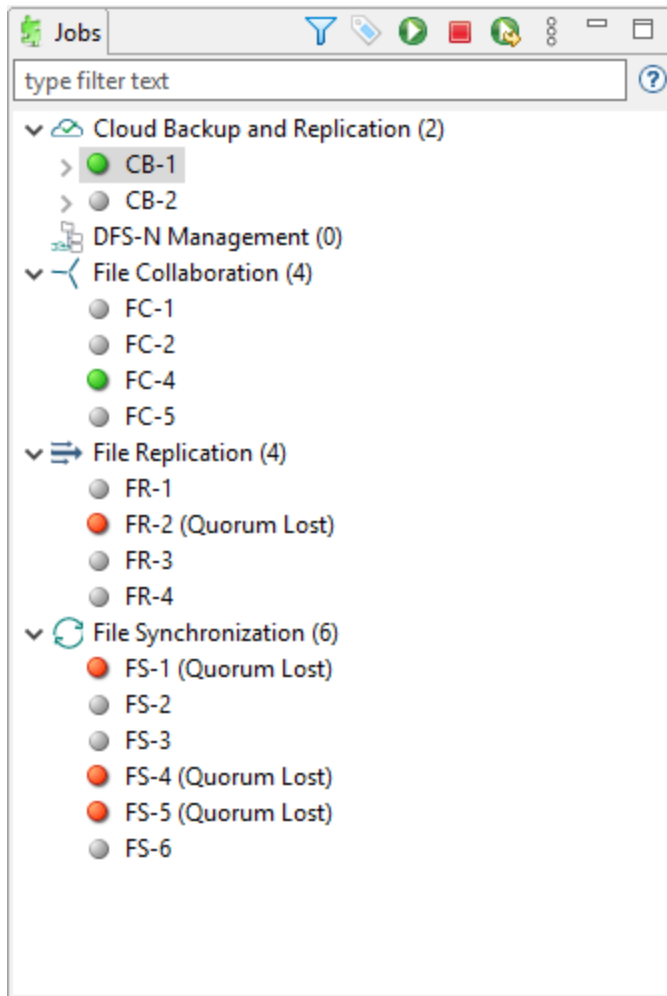 Jobs
type filter text
Cloud Backup and Replication (2)
CB-1
CB-2
DFS-N Management (0)
File Collaboration (4)
FC-1
FC-2
FC-4
FC-5
File Replication (4)
FR-1
FR-2 (Quorum Lost)
FR-3
FR-4
File Synchronization (6)
FS-1 (Quorum Lost)
FS-2
FS-3
FS-4 (Quorum Lost)
FS-5 (Quorum Lost)
FS-6